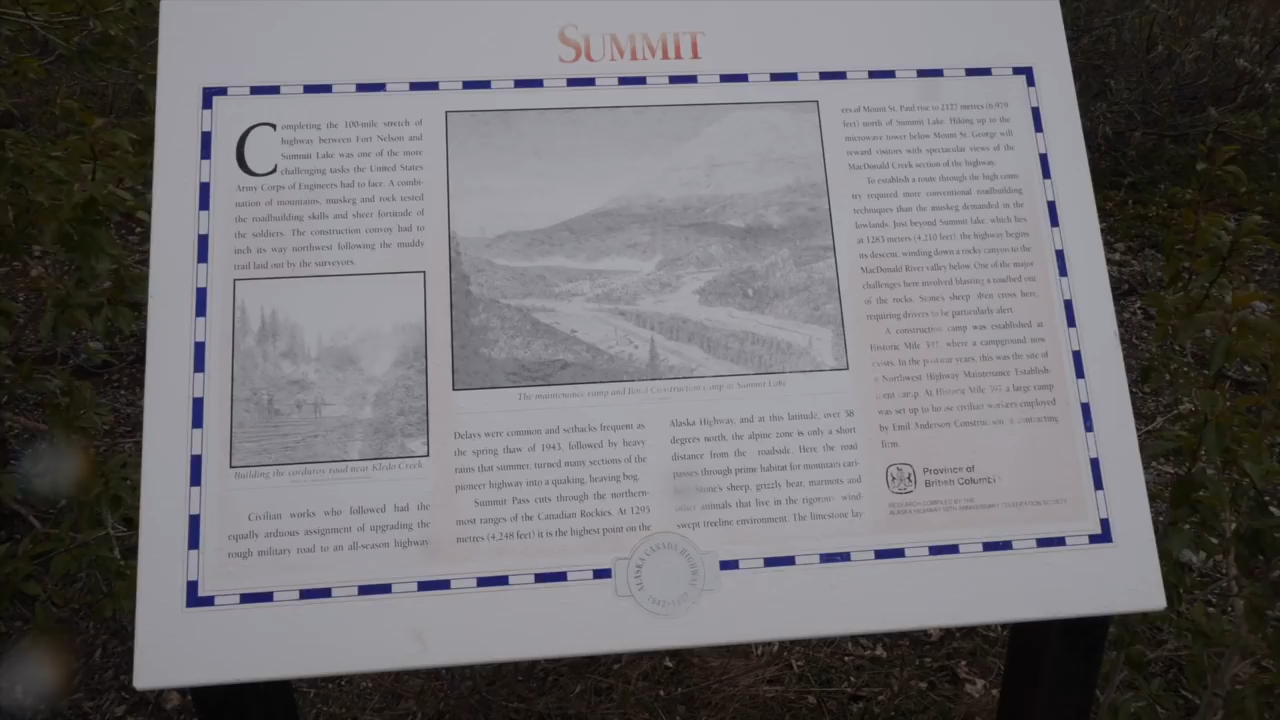 SUMMIT
Completing the 100-mile stretch of
highway between Fort Nelson and
Summit Lake was one of the more
challenging tasks the United States
Army Corps of Engineers had to face. A combi-
nation of mountains, muskeg and rock tested
the roadbuilding skills and sheer fortitude of
the soldiers. The construction convoy had to
inch its way northwest following the muddy
trail laid out by the surveyors.
Building the corduroy road near Kledo Creek
Civilian works who followed had the
equally arduous assignment of upgrading the
rough military road to an all-season highway.
The maintenance camp and Construction camp at Summit Lake
Delays were common and setbacks frequent as
the spring thaw of 1943, followed by heavy
rains that summer, turned many sections of the
pioneer highway into a quaking, heaving bog.
Summit Pass cuts through the northern-
most ranges of the Canadian Rockies. At 1295
metres (4,248 feet) it is the highest point on the
Alaska Highway, and at this latitude, over 58
degrees north, the alpine zone is only a short
distance from the roadside. Here the road
passes through prime habitat for mountain cari-
Stone's sheep, grizzly bear, marmots and
other animals that live in the rigorous wind-
swept treeline environment. The limestone lay
ers of Mount St. Paul rise to 2127 metres (6,979
feet) north of Summit Lake. Hiking up to the
microwave tower below Mount St. George will
reward visitors with spectacular views of the
MacDonald Creek section of the highway.
To establish a route through the high coun-
try required more conventional roadbuilding
techniques than the muskeg demanded in the
lowlands. Just beyond Summit lake, which lies
at 1283 meters (4,210 feet), the highway begins
its descent, winding down a rocky canyon to the
MacDonald River valley below. One of the major
challenges here involved blasting a roadbed out
of the rocks. Stone's sheep often cross here,
requiring drivers to be particularly alert.
A construction camp was established at
Historic Mile where a campground now
exists. In the postwar years, this was the site of
Northwest Highway Maintenance Establish-
ment camp. At Historic Mile a large camp
was set up to house civilian workers employed
by Emil Anderson Construction a contracting
firm.
Province of
British Columbi
RESEARCH COMPILED BY THE
ALASKA HIGHWAY 50TH ANNIVERSARY CELEBRATION SOCIETY
ALASKA CANADA HIGHWAY
1942-1992